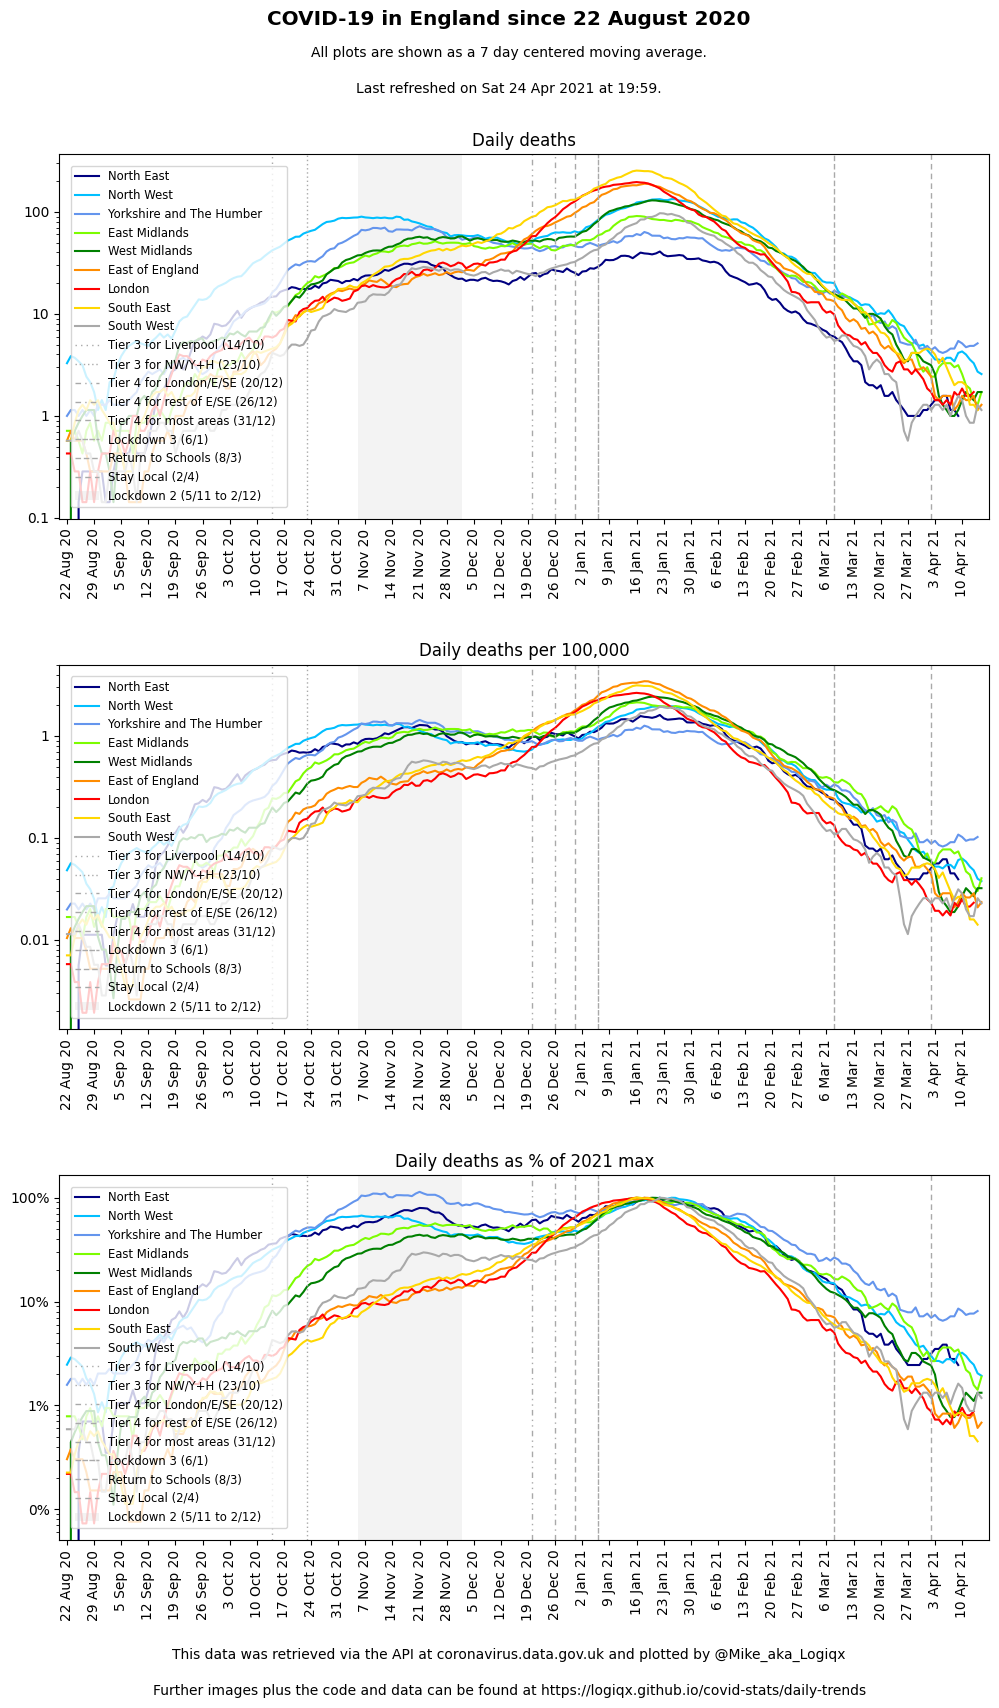 COVID-19 in England since 22 August 2020
All plots are shown as a 7 day centered moving average.
Last refreshed on Sat 24 Apr 2021 at 19:59.
Daily deaths
100
10
1
0.1
North East
North West
Yorkshire and The Humber
East Midlands
West Midlands
East of England
London
South East
South West
Tier 3 for Liverpool (14/10)
Tier 3 for NW/Y+H (23/10)
Tier 4 for London/E/SE (20/12)
Tier 4 for rest of E/SE (26/12)
Tier 4 for most areas (31/12)
Lockdown 3 (6/1)
Return to Schools (8/3)
Stay Local (2/4)
Lockdown 2 (5/11 to 2/12)
22 Aug 20
29 Aug 20
5 Sep 20
12 Sep 20
19 Sep 20
26 Sep 20
3 Oct 20
10 Oct 20
17 Oct 20
24 Oct 20
31 Oct 20
7 Nov 20
14 Nov 20
21 Nov 20
28 Nov 20
5 Dec 20
12 Dec 20
19 Dec 20
26 Dec 20
2 Jan 21
9 Jan 21
16 Jan 21
23 Jan 21
30 Jan 21
6 Feb 21
13 Feb 21
20 Feb 21
27 Feb 21
6 Mar 21
13 Mar 21
20 Mar 21
27 Mar 21
3 Apr 21
10 Apr 21
Daily deaths per 100,000
1
0.1
0.01
North East
North West
Yorkshire and The Humber
East Midlands
West Midlands
East of England
London
South East
South West
Tier 3 for Liverpool (14/10)
Tier 3 for NW/Y+H (23/10)
Tier 4 for London/E/SE (20/12)
Tier 4 for rest of E/SE (26/12)
Tier 4 for most areas (31/12)
Lockdown 3 (6/1)
Return to Schools (8/3)
Stay Local (2/4)
Lockdown 2 (5/11 to 2/12)
22 Aug 20
29 Aug 20
5 Sep 20
12 Sep 20
19 Sep 20
26 Sep 20
3 Oct 20
10 Oct 20
17 Oct 20
24 Oct 20
31 Oct 20
7 Nov 20
14 Nov 20
21 Nov 20
28 Nov 20
5 Dec 20
12 Dec 20
19 Dec 20
26 Dec 20
2 Jan 21
9 Jan 21
16 Jan 21
23 Jan 21
30 Jan 21
6 Feb 21
13 Feb 21
20 Feb 21
27 Feb 21
6 Mar 21
13 Mar 21
20 Mar 21
27 Mar 21
3 Apr 21
10 Apr 21
Daily deaths as % of 2021 max
100%
10%
1%
0%
North East
North West
Yorkshire and The Humber
East Midlands
West Midlands
East of England
London
South East
South West
Tier 3 for Liverpool (14/10)
Tier 3 for NW/Y+H (23/10)
Tier 4 for London/E/SE (20/12)
Tier 4 for rest of E/SE (26/12)
Tier 4 for most areas (31/12)
Lockdown 3 (6/1)
Return to Schools (8/3)
Stay Local (2/4)
Lockdown 2 (5/11 to 2/12)
22 Aug 20
29 Aug 20
5 Sep 20
12 Sep 20
19 Sep 20
26 Sep 20
3 Oct 20
10 Oct 20
17 Oct 20
24 Oct 20
31 Oct 20
7 Nov 20
14 Nov 20
21 Nov 20
28 Nov 20
5 Dec 20
12 Dec 20
19 Dec 20
26 Dec 20
2 Jan 21
9 Jan 21
16 Jan 21
23 Jan 21
30 Jan 21
6 Feb 21
13 Feb 21
20 Feb 21
27 Feb 21
6 Mar 21
13 Mar 21
20 Mar 21
27 Mar 21
3 Apr 21
10 Apr 21
This data was retrieved via the API at coronavirus.data.gov.uk and plotted by @Mike_aka_Logiqx
Further images plus the code and data can be found at https://logiqx.github.io/covid-stats/daily-trends